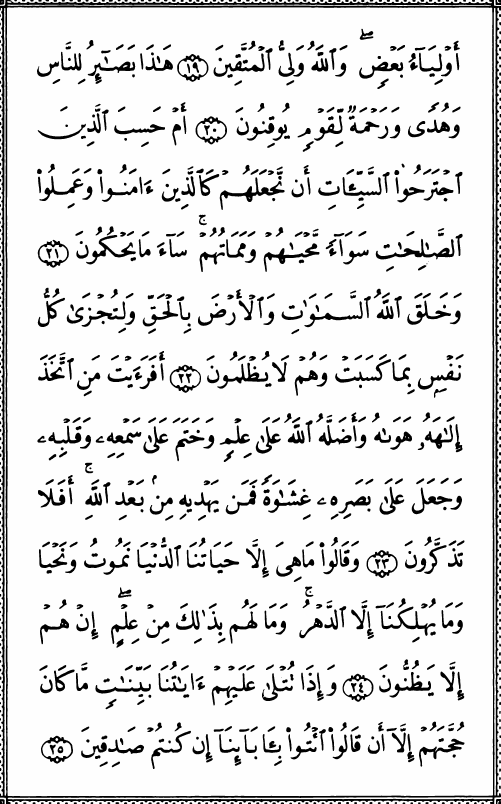 أَوْلِيَآءُ بَعْضٍۢ ۖ وَٱللَّهُ وَلِىُّ ٱلْمُتَّقِينَ ﴿١٩﴾ هَـٰذَا بَصَـٰٓئِرُ لِلنَّاسِ
وَهُدًى وَرَحْمَةٌۭ لِّقَوْمٍۢ يُوقِنُونَ ﴿٢٠﴾ أَمْ حَسِبَ ٱلَّذِينَ
ٱجْتَرَحُوا۟ ٱلسَّيِّـَٔاتِ أَن نَّجْعَلَهُمْ كَٱلَّذِينَ ءَامَنُوا۟ وَعَمِلُوا۟
ٱلصَّـٰلِحَـٰتِ سَوَآءًۭ مَّحْيَاهُمْ وَمَمَاتُهُمْ ۚ سَآءَ مَا يَحْكُمُونَ ﴿٢١﴾
وَخَلَقَ ٱللَّهُ ٱلسَّمَـٰوَٰتِ وَٱلْأَرْضَ بِٱلْحَقِّ وَلِتُجْزَىٰ كُلُّ
نَفْسٍۭ بِمَا كَسَبَتْ وَهُمْ لَا يُظْلَمُونَ ﴿٢٢﴾ أَفَرَءَيْتَ مَنِ ٱتَّخَذَ
إِلَـٰهَهُۥ هَوَىٰهُ وَأَضَلَّهُ ٱللَّهُ عَلَىٰ عِلْمٍۢ وَخَتَمَ عَلَىٰ سَمْعِهِۦ وَقَلْبِهِۦ
وَجَعَلَ عَلَىٰ بَصَرِهِۦ غِشَـٰوَةًۭ فَمَن يَهْدِيهِ مِنۢ بَعْدِ ٱللَّهِ ۚ أَفَلَا
تَذَكَّرُونَ ﴿٢٣﴾ وَقَالُوا۟ مَا هِىَ إِلَّا حَيَاتُنَا ٱلدُّنْيَا نَمُوتُ وَنَحْيَا
وَمَا يُهْلِكُنَآ إِلَّا ٱلدَّهْرُ ۚ وَمَا لَهُم بِذَٰلِكَ مِنْ عِلْمٍ ۖ إِنْ هُمْ
إِلَّا يَظُنُّونَ ﴿٢٤﴾ وَإِذَا تُتْلَىٰ عَلَيْهِمْ ءَايَـٰتُنَا بَيِّنَـٰتٍۢ مَّا كَانَ
حُجَّتَهُمْ إِلَّآ أَن قَالُوا۟ ٱئْتُوا۟ بِـَٔابَآئِنَآ إِن كُنتُمْ صَـٰدِقِينَ ﴿٢٥﴾